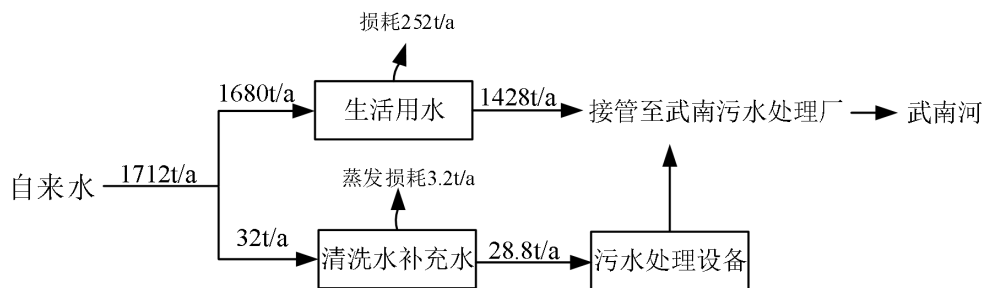 损耗252t/a
1680t/a
生活用水
1428t/a
接管至武南污水处理厂
武南河
自来水
1712t/a
蒸发损耗3.2t/a
32t/a
清洗水补充水
28.8t/a
污水处理设备